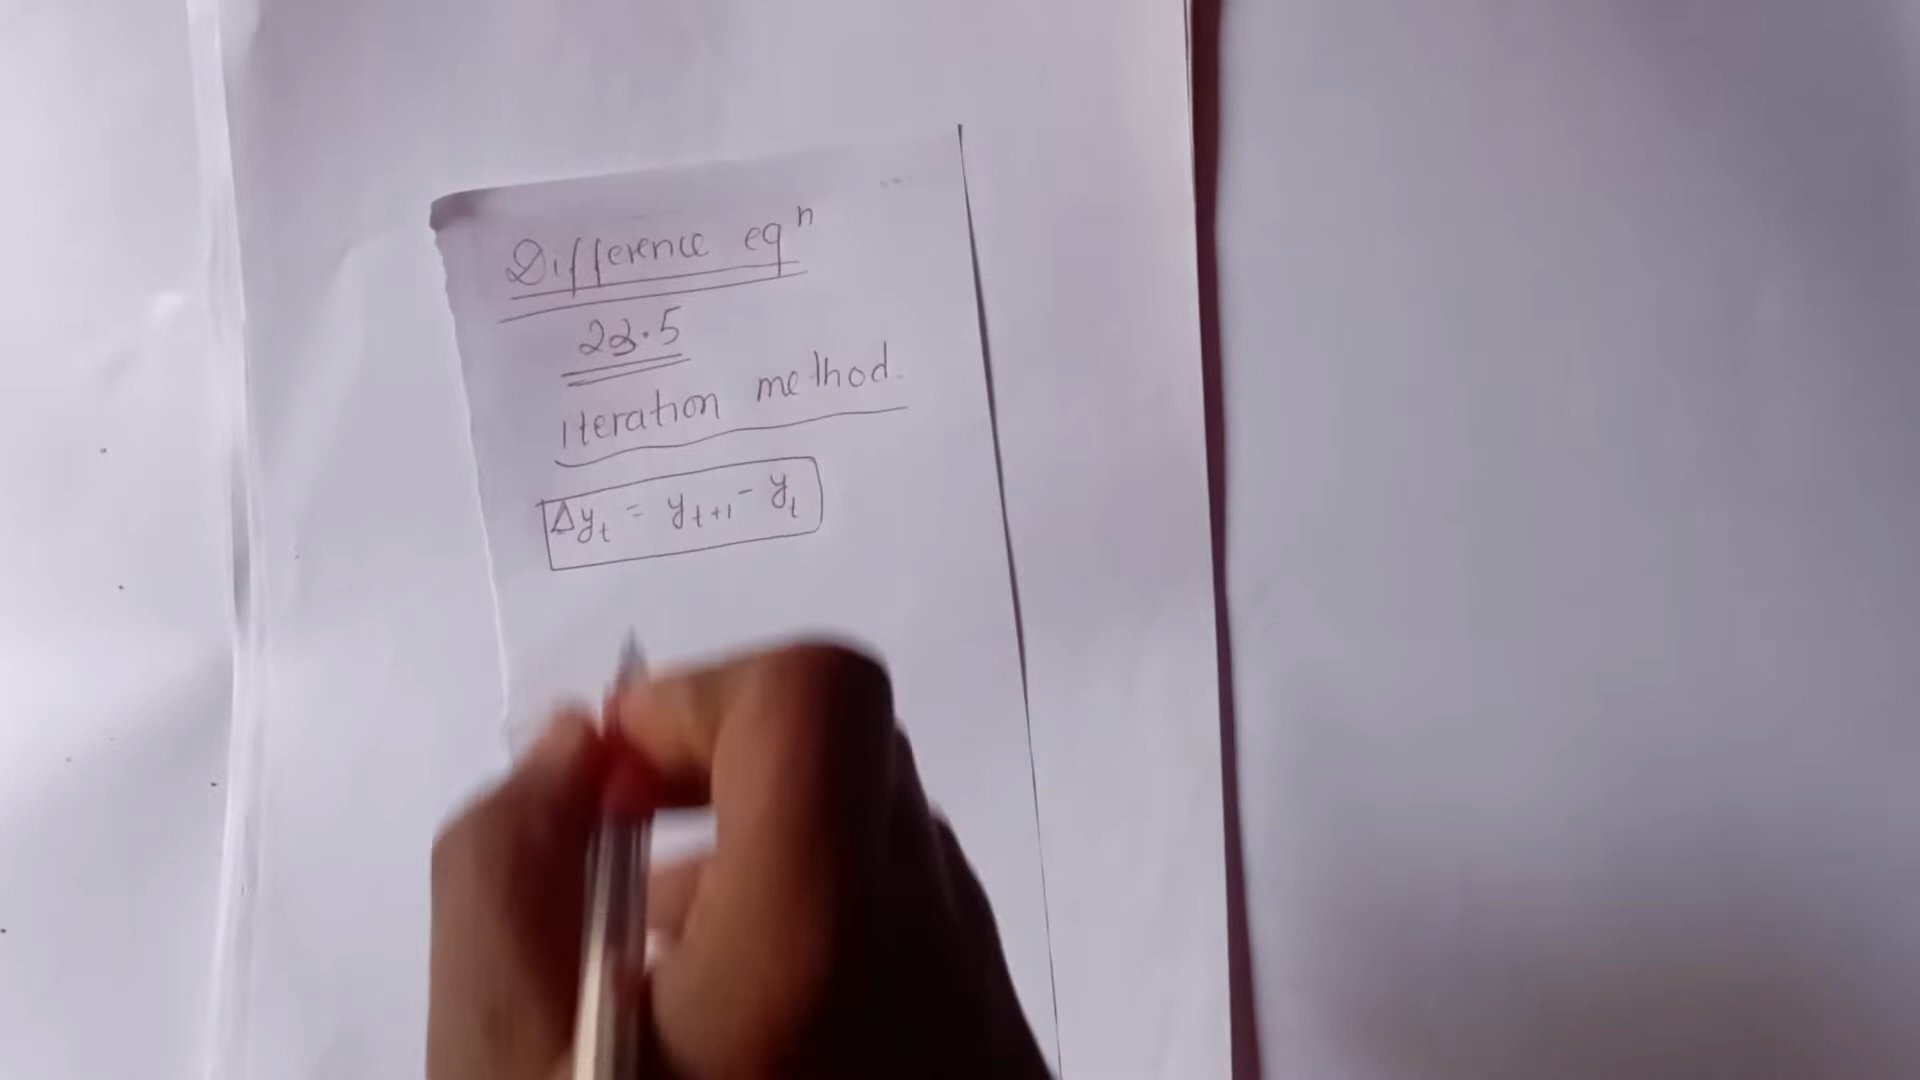 Difference eqⁿ
23.5
iteration method.
Δyₜ = yₜ₊₁ - yₜ